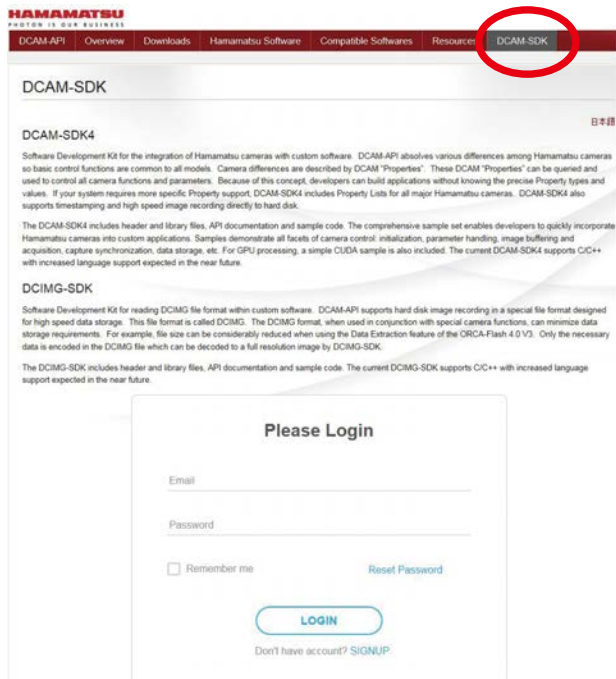 HAMAMATSU
PHOTON IS OUR BUSINESS
DCAM-API Overview Downloads Hamamatsu Software Compatible Softwares Resources DCAM-SDK
DCAM-SDK
日本語
DCAM-SDK4
Software Development Kit for the integration of Hamamatsu cameras with custom software. DCAM-API absolves various differences among Hamamatsu cameras
so basic control functions are common to all models. Camera differences are described by DCAM "Properties". These DCAM "Properties" can be queried and
used to control all camera functions and parameters. Because of this concept, developers can build applications without knowing the precise Property types and
values. If your system requires more specific Property support, DCAM-SDK4 includes Property Lists for all major Hamamatsu cameras. DCAM-SDK4 also
supports timestamping and high speed image recording directly to hard disk.
The DCAM-SDK4 includes header and library files, API documentation and sample code. The comprehensive sample set enables developers to quickly incorporate
Hamamatsu cameras into custom applications. Samples demonstrate all facets of camera control: initialization, parameter handling, image buffering and
acquisition, capture synchronization, data storage, etc. For GPU processing, a simple CUDA sample is also included. The current DCAM-SDK4 supports C/C++
with increased language support expected in the near future.
DCIMG-SDK
Software Development Kit for reading DCIMG file format within custom software. DCAM-API supports hard disk image recording in a special file format designed
for high speed data storage. This file format is called DCIMG. The DCIMG format, when used in conjunction with special camera functions, can minimize data
storage requirements. For example, file size can be considerably reduced when using the Data Extraction feature of the ORCA-Flash 4.0 V3. Only the necessary
data is encoded in the DCIMG file which can be decoded to a full resolution image by DCIMG-SDK.
The DCIMG-SDK includes header and library files, API documentation and sample code. The current DCIMG-SDK supports C/C++ with increased language
support expected in the near future.
Please Login
Email
Password
Remember me Reset Password
LOGIN
Don't have account? SIGNUP